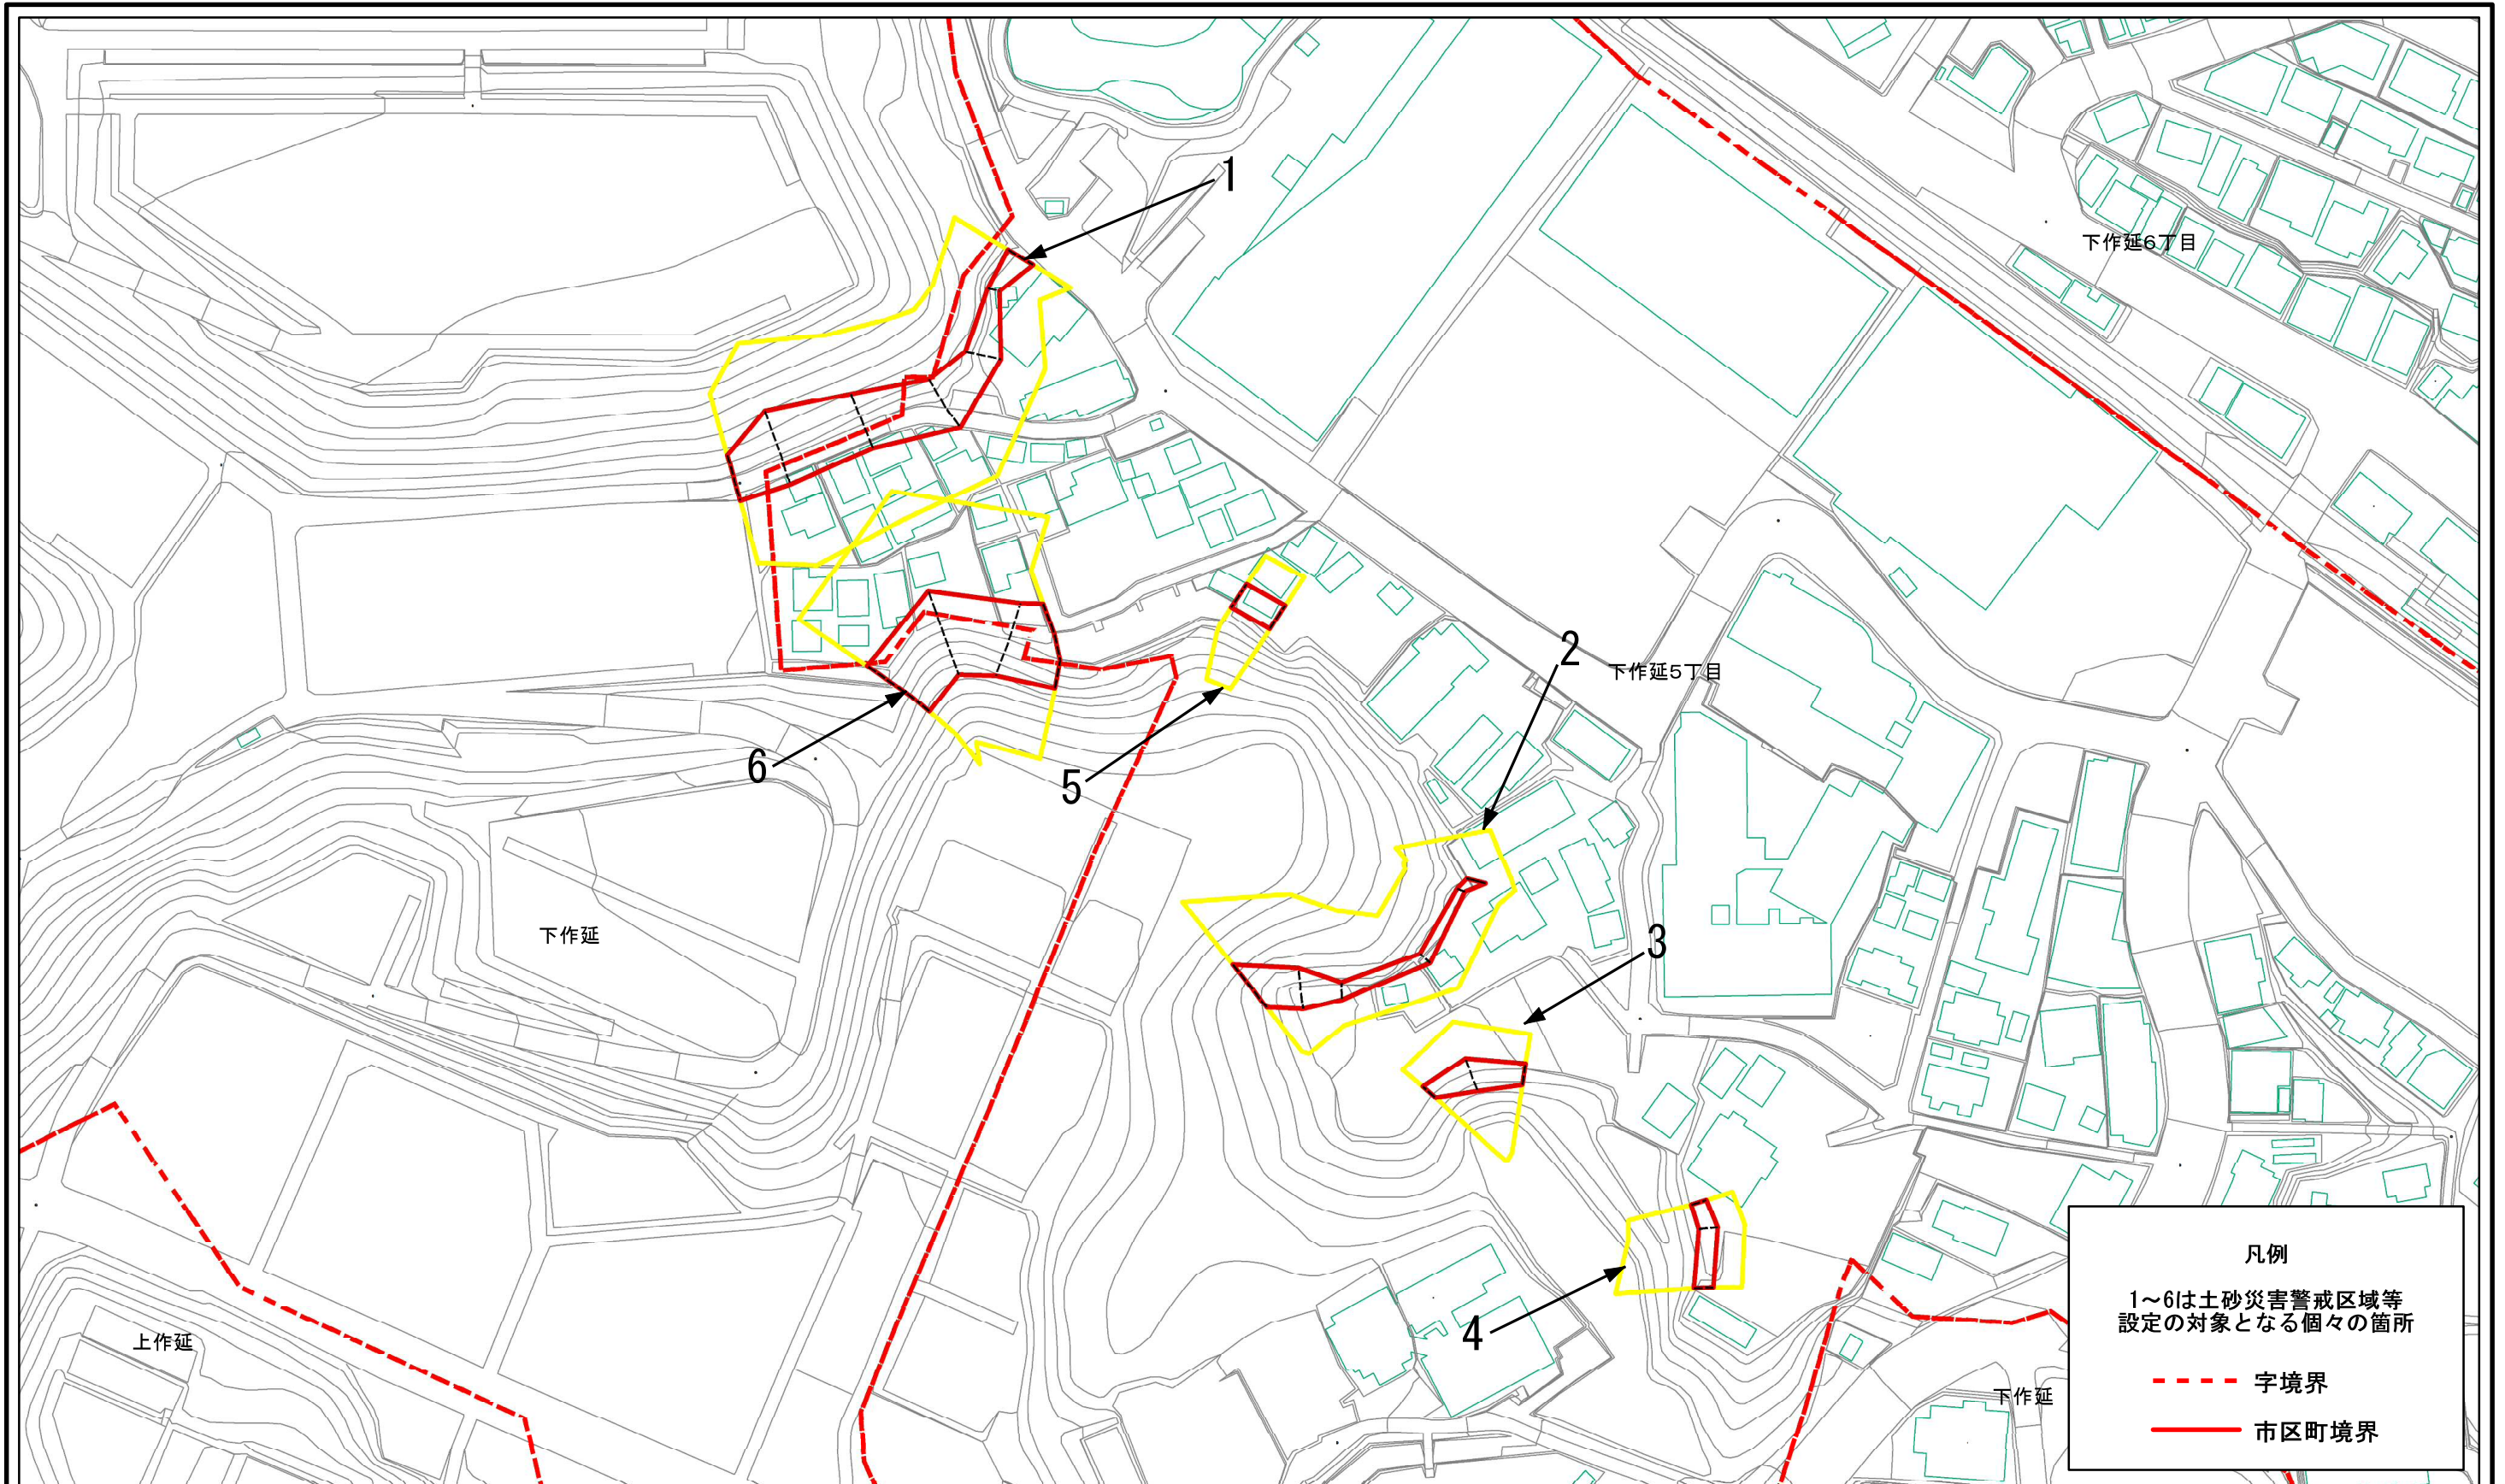 1
下作延6丁目
2
下作延5丁目
6
5
下作延
3
4
上作延
下作延
凡例
1～6は土砂災害警戒区域等
設定の対象となる個々の箇所
字境界
市区町境界